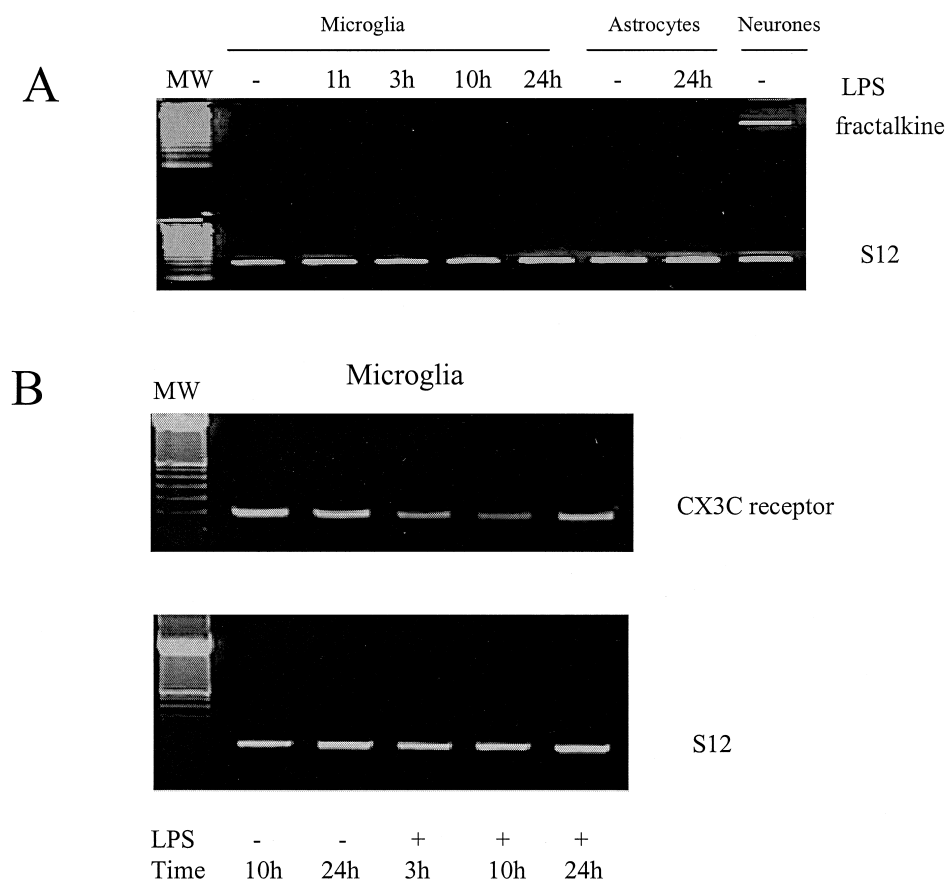 Microglia Astrocytes Neurones
A
MW - 1h 3h 10h 24h - 24h - LPS
fractalkine
S12
B
Microglia
MW
CX3C receptor
S12
LPS - - + + +
Time 10h 24h 3h 10h 24h